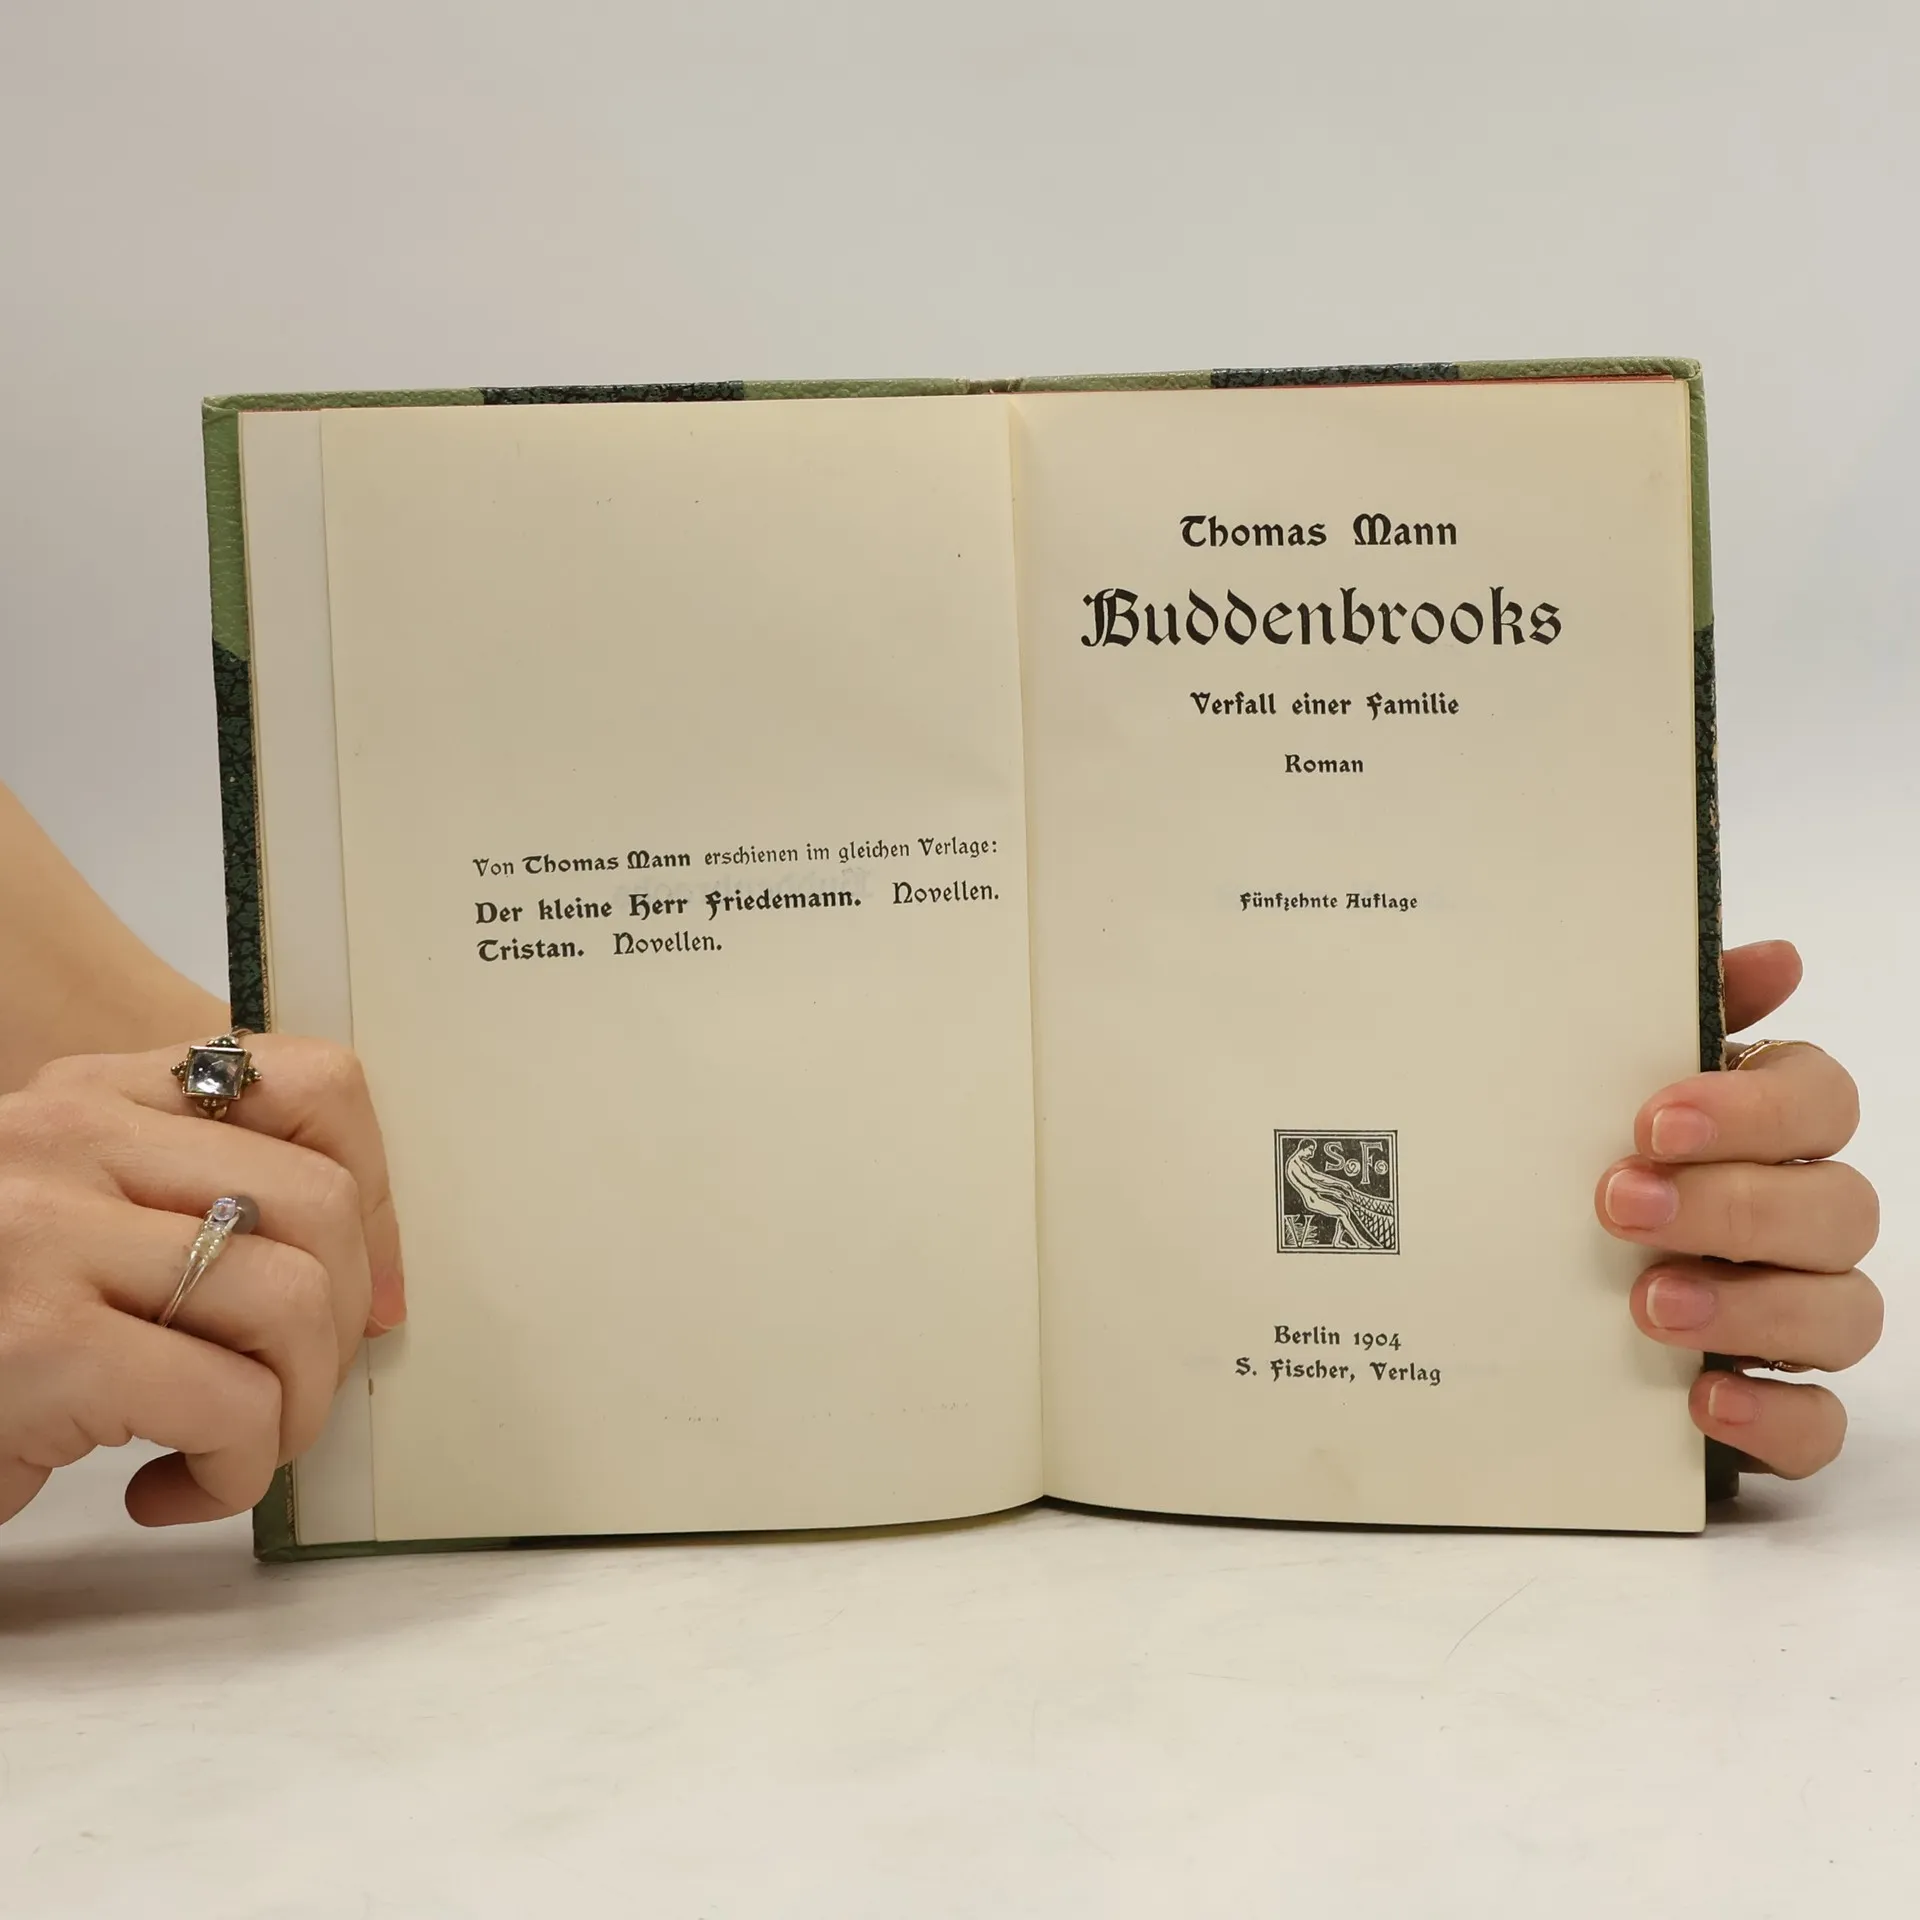 Von Thomas Mann erschienen im gleichen Verlage:
Der kleine Herr Friedemann. Novellen.
Tristan. Novellen.
Thomas Mann
Buddenbrooks
Verfall einer Familie
Roman
Fünfzehnte Auflage
S. F.
V
Berlin 1904
S. Fischer, Verlag